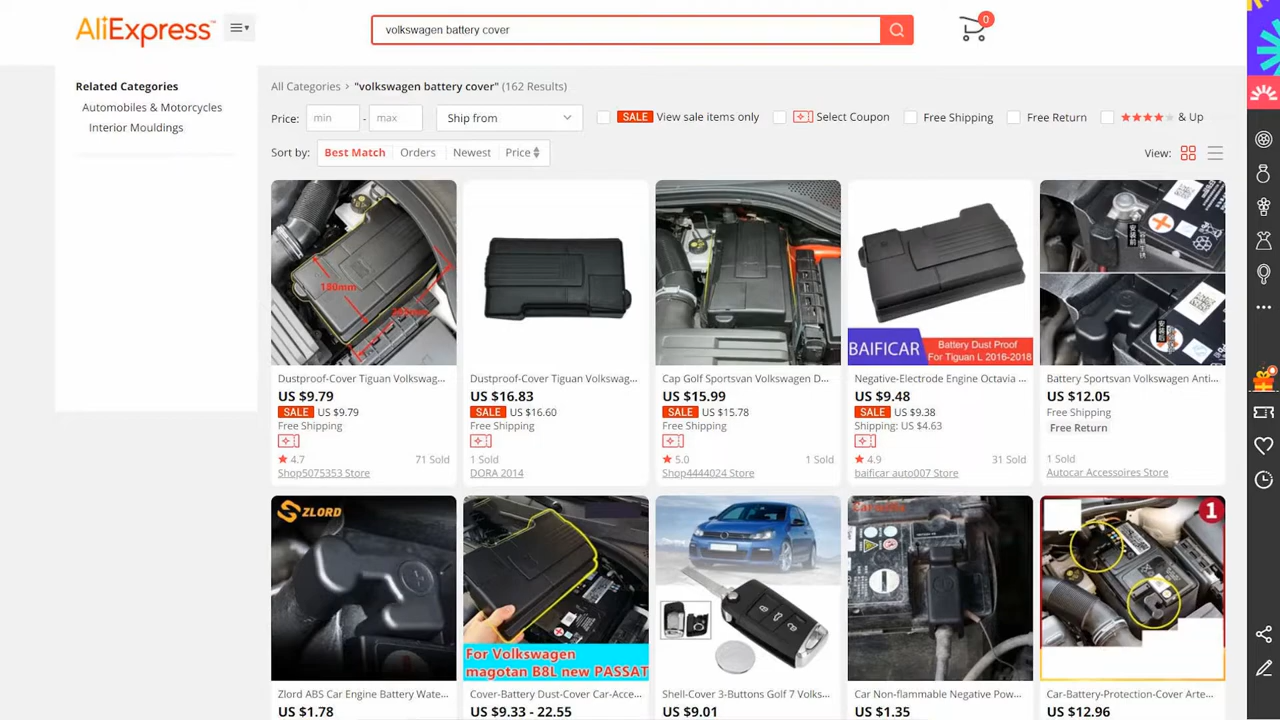 AliExpress™
volkswagen battery cover
0
Related Categories
Automobiles & Motorcycles
Interior Mouldings
All Categories > "volkswagen battery cover" (162 Results)
Price: min - max Ship from SALE View sale items only Select Coupon Free Shipping Free Return & Up
Sort by: Best Match Orders Newest Price View:
180mm
BAIFICAR Battery Dust Proof
For Tiguan L 2016-2018
Dustproof-Cover Tiguan Volkswag...
US $9.79
SALE US $9.79
Free Shipping
4.7 71 Sold
Shop5075353 Store
Dustproof-Cover Tiguan Volkswag...
US $16.83
SALE US $16.60
Free Shipping
1 Sold
DORA 2014
Cap Golf Sportsvan Volkswagen D...
US $15.99
SALE US $15.78
Free Shipping
5.0 1 Sold
Shop4444024 Store
Negative-Electrode Engine Octavia ...
US $9.48
SALE US $9.38
Shipping: US $4.63
4.9 31 Sold
baificar auto007 Store
Battery Sportsvan Volkswagen Anti...
US $12.05
Free Shipping
Free Return
1 Sold
Autocar Accessoires Store
ZLORD
Zlord ABS Car Engine Battery Wate...
US $1.78
For Volkswagen
magotan B8L new PASSAT
Cover-Battery Dust-Cover Car-Acce...
US $9.33 - 22.55
Shell-Cover 3-Buttons Golf 7 Volks...
US $9.01
Car Non-flammable Negative Pow...
US $1.35
1
Car-Battery-Protection-Cover Arte...
US $12.96